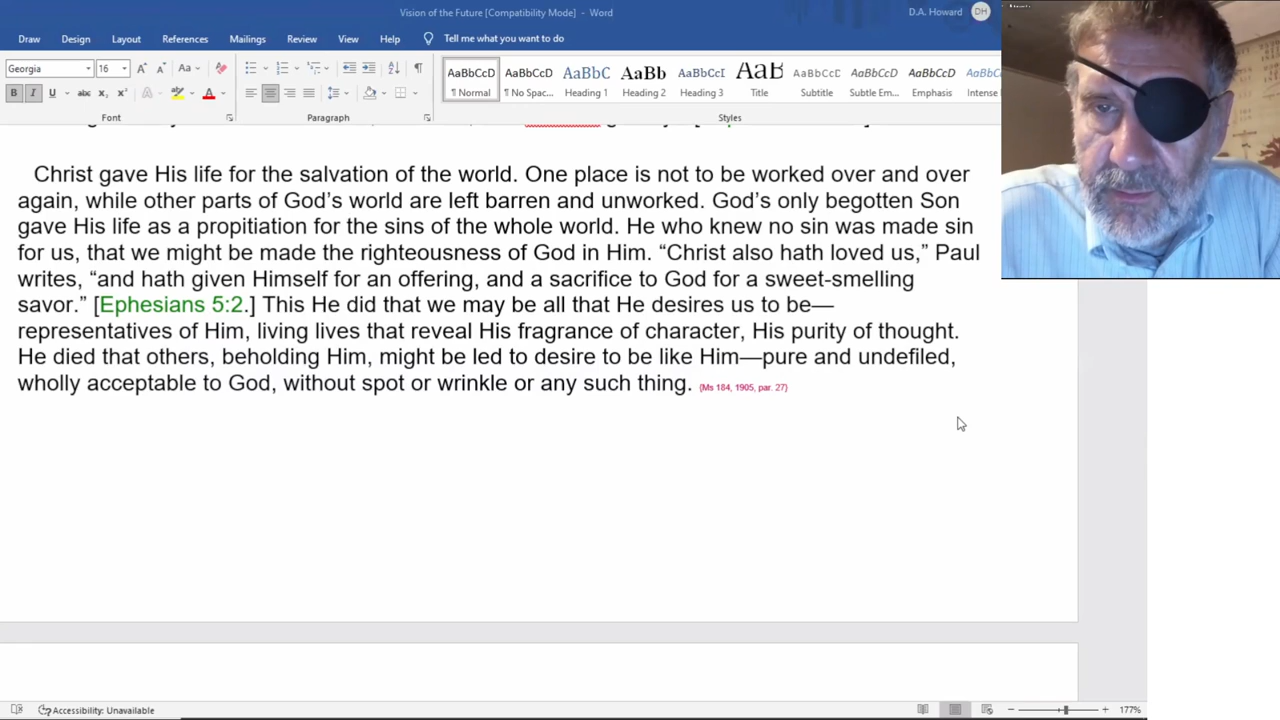 Vision of the Future [Compatibility Mode] - Word
D.A. Howard DH
Draw Design Layout References Mailings Review View Help Tell me what you want to do
Georgia 16 Aa
AaBbCcD AaBbCcD AaBbC AaBb AaBbCcI AaB AaBbCcD AaBbCcD AaBbCcD AaBbC
B I U abc x₂ x² A A
¶ Normal ¶ No Spac... Heading 1 Heading 2 Heading 3 Title Subtitle Subtle Em... Emphasis Intense
Font Paragraph Styles
Christ gave His life for the salvation of the world. One place is not to be worked over and over
again, while other parts of God’s world are left barren and unworked. God’s only begotten Son
gave His life as a propitiation for the sins of the whole world. He who knew no sin was made sin
for us, that we might be made the righteousness of God in Him. “Christ also hath loved us,” Paul
writes, “and hath given Himself for an offering, and a sacrifice to God for a sweet-smelling
savor.” [Ephesians 5:2.] This He did that we may be all that He desires us to be—
representatives of Him, living lives that reveal His fragrance of character, His purity of thought.
He died that others, beholding Him, might be led to desire to be like Him—pure and undefiled,
wholly acceptable to God, without spot or wrinkle or any such thing. (Ms 184, 1905, par. 27)
Accessibility: Unavailable 177%